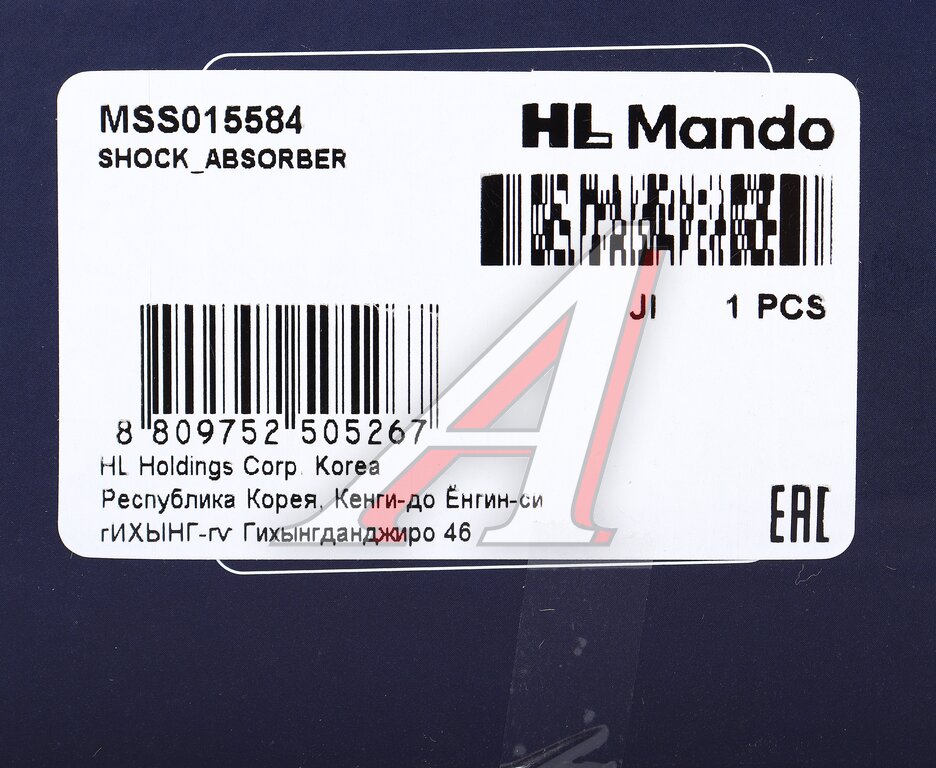 MSS015584
SHOCK_ABSORBER
HL Mando
JI 1 PCS
8 809752 505267
HL Holdings Corp. Korea
Республика Корея, Кенги-до Ёнгин-си
гИХЫНГ-гу Гихынгданджиро 46
EAC